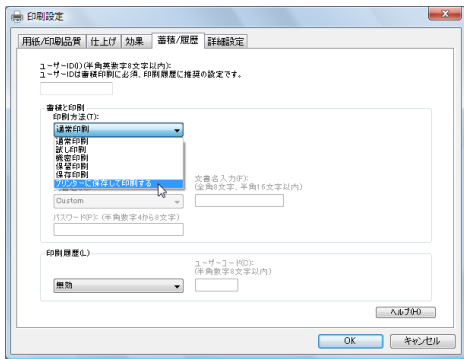 印刷設定
用紙/印刷品質 仕上げ 効果 蓄積/履歴 詳細設定
ユーザーID(I)(半角英数字8文字以内):
ユーザーIDは蓄積印刷に必須、印刷履歴に推奨の設定です。
蓄積と印刷
印刷方法(T):
通常印刷
通常印刷
試し印刷
機密印刷
保留印刷
保存印刷
プリンターに保存して印刷する
文書名入力(F):
(全角8文字、半角16文字以内)
Custom
パスワード(P): (半角数字4から8文字)
印刷履歴(L)
ユーザーコード(O):
(半角数字8文字以内)
無効
ヘルプ(H)
OK キャンセル